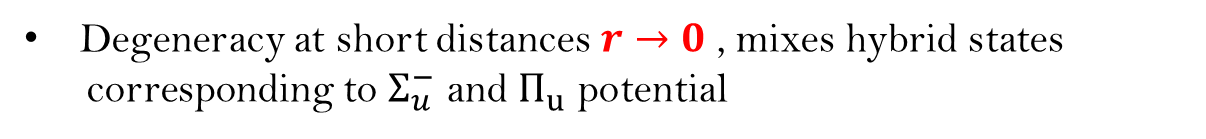 • Degeneracy at short distances r → 0 , mixes hybrid states
corresponding to Σ_u^− and Π_u potential